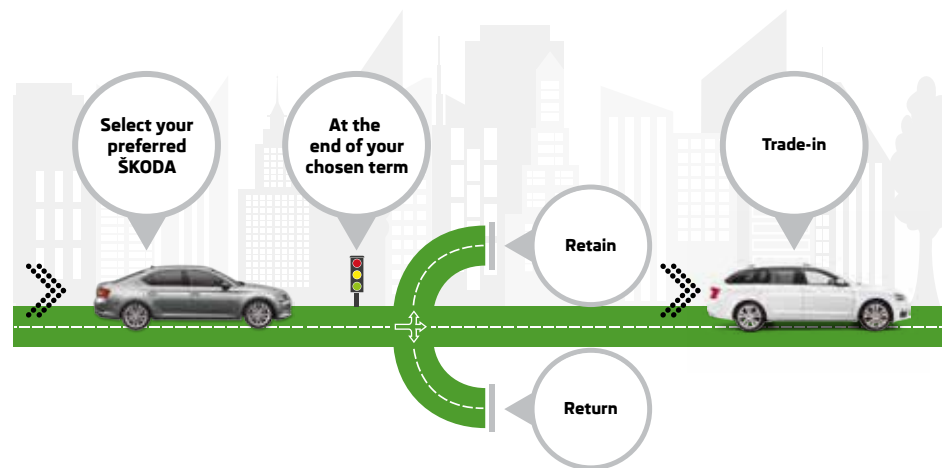 Select your
preferred
ŠKODA
At the
end of your
chosen term
Trade-in
Retain
Return